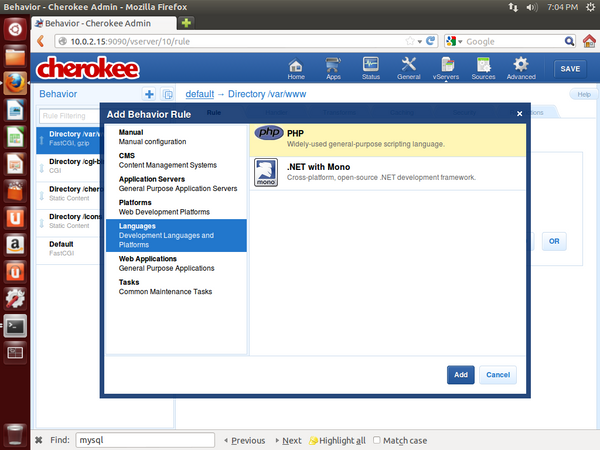 Behavior - Cherokee Admin - Mozilla Firefox
7:04 PM
Behavior - Cherokee Admin
10.0.2.15:9090/vserver/10/rule
Google
cherokee
Home Apps Status General vServers Sources Advanced
SAVE
Behavior
default → Directory /var/www
Help
Rule Filtering
Rule
Directory /var/w
FastCGI, gzip
Directory /cgi-b
CGI
Directory /cher
Static Content
Directory /icons
Static Content
Default
FastCGI
OR
Add Behavior Rule
Manual
Manual configuration
CMS
Content Management Systems
Application Servers
General Purpose Application Servers
Platforms
Web Development Platforms
Languages
Development Languages and
Platforms
Web Applications
General Purpose Applications
Tasks
Common Maintenance Tasks
php
PHP
Widely-used general-purpose scripting language.
mono
.NET with Mono
Cross-platform, open-source .NET development framework.
Add
Cancel
Find: mysql
Previous Next Highlight all Match case